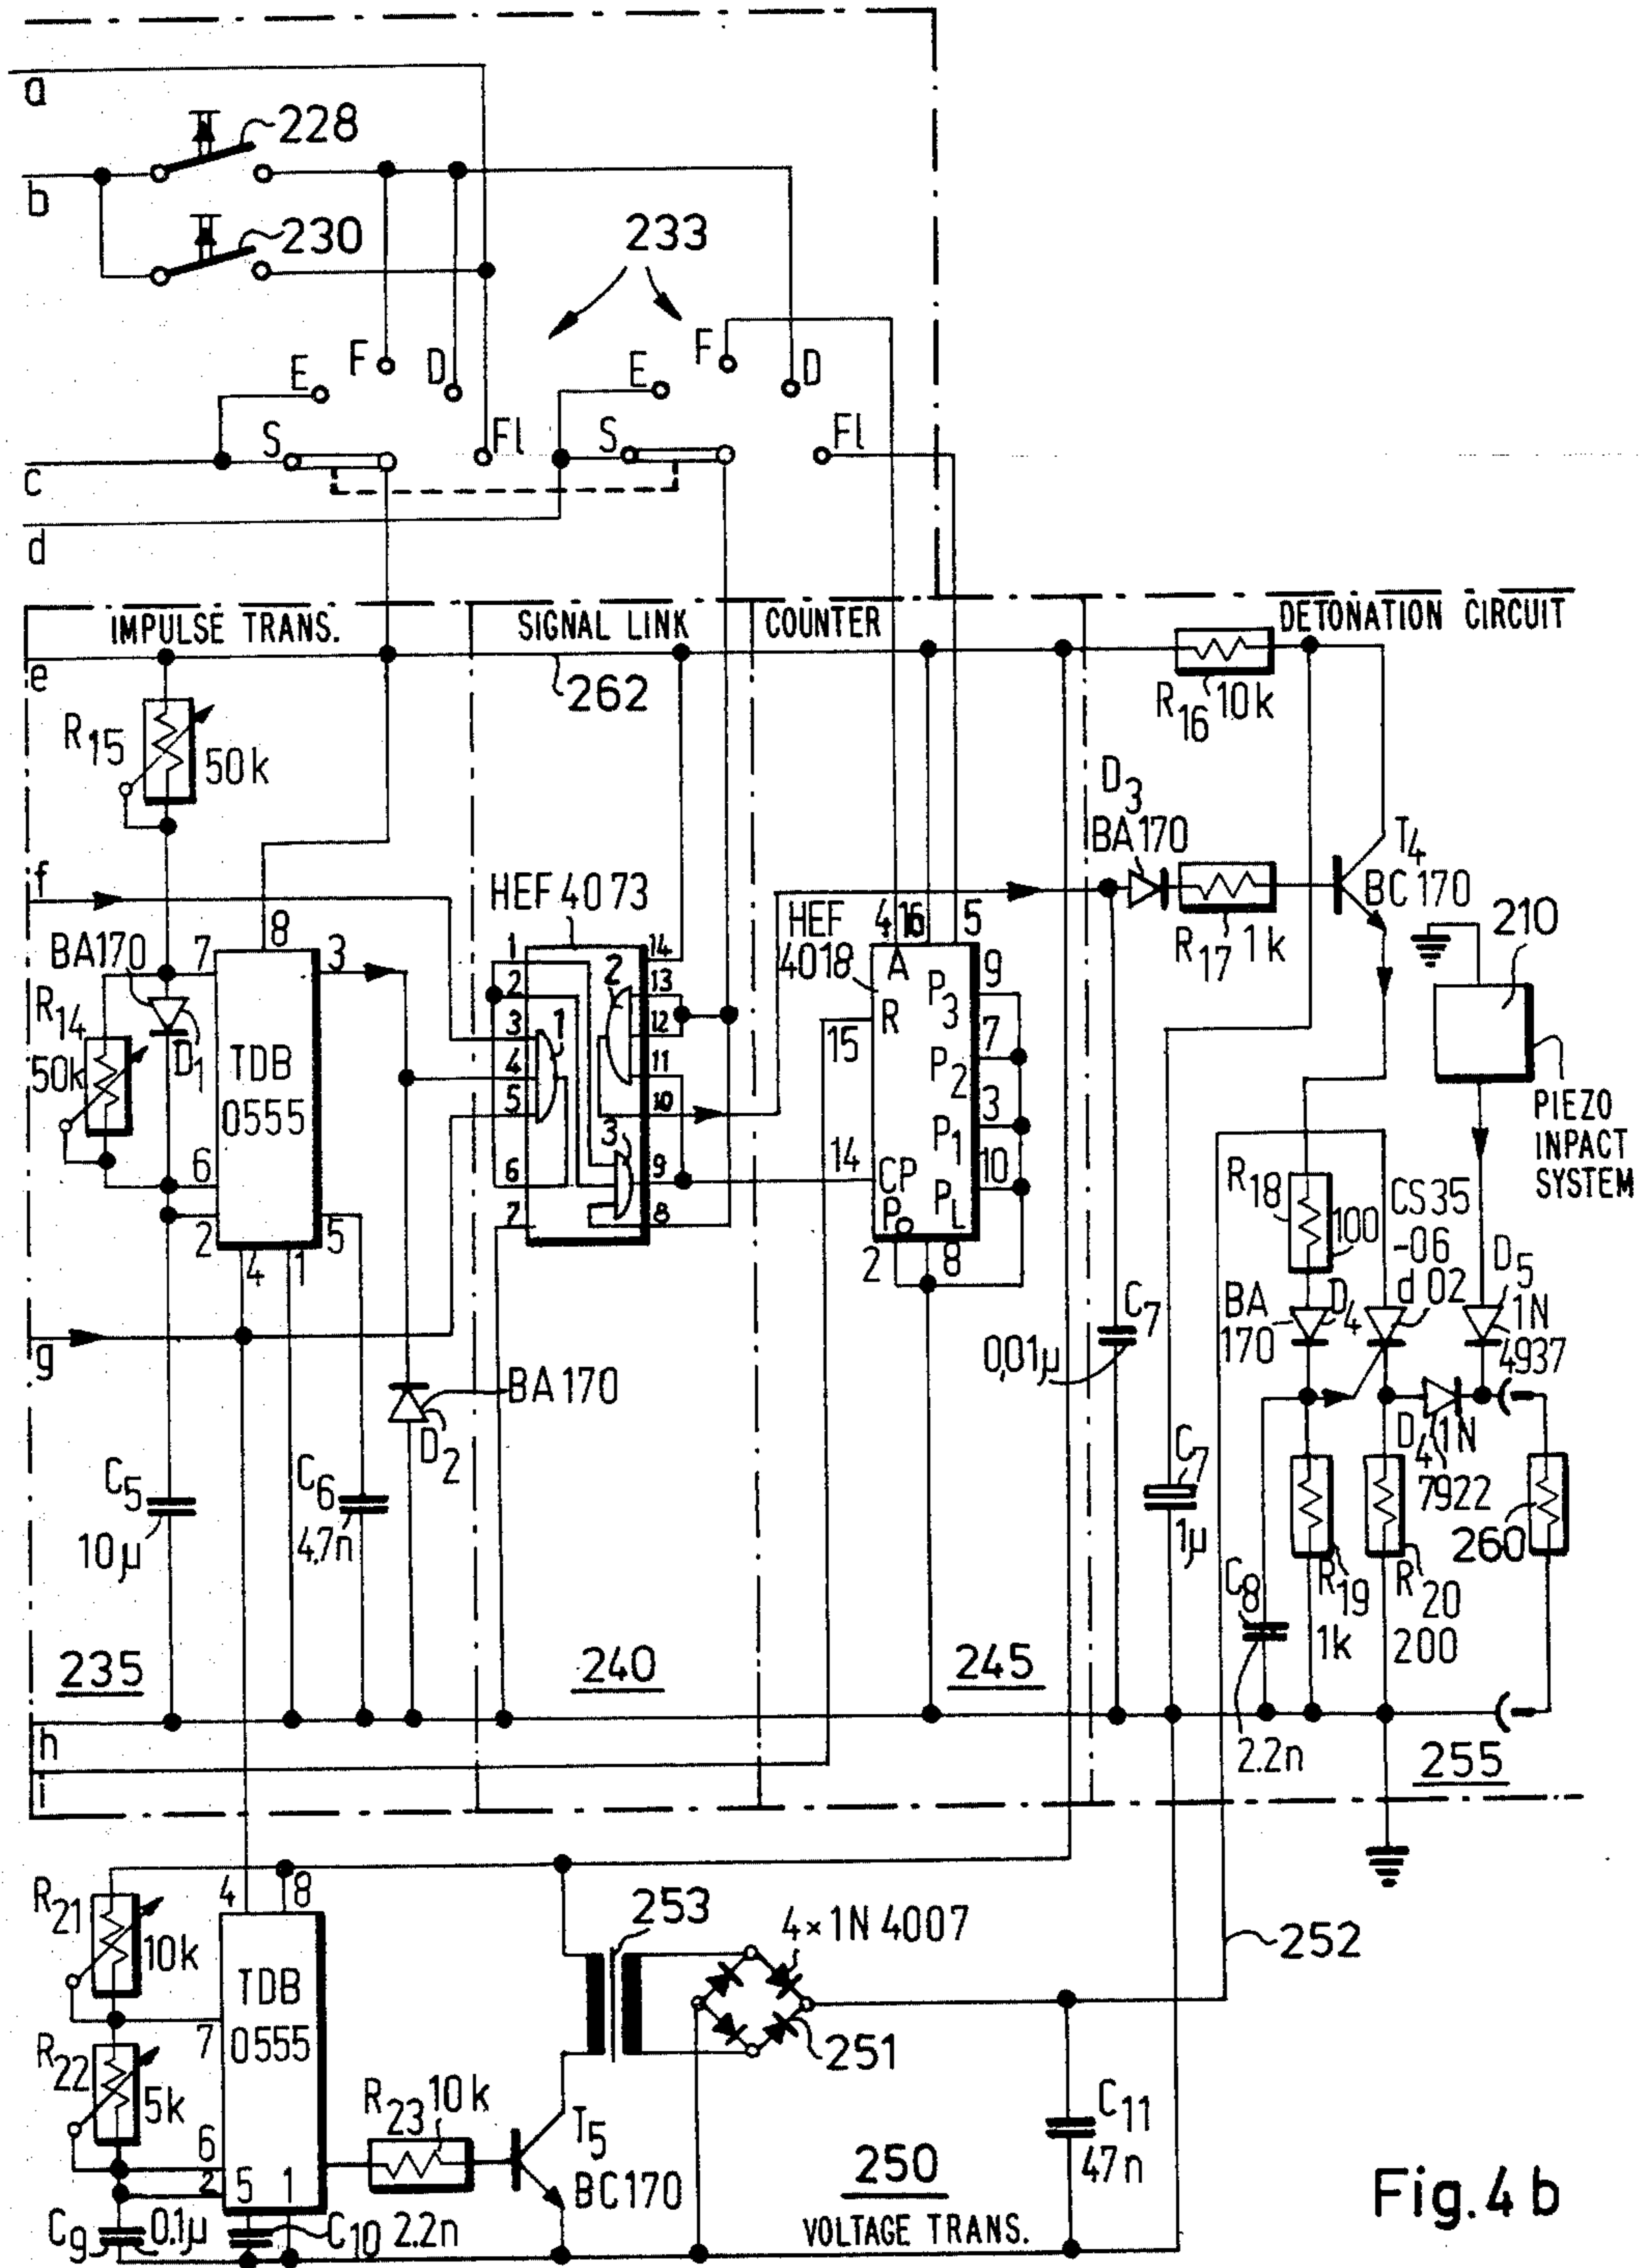 a
228
b
230
233
F
D
E
S
Fl
F
D
E
S
Fl
c
d
IMPULSE TRANS.
SIGNAL LINK
COUNTER
DETONATION CIRCUIT
e
262
R16 10k
R15
50k
D3
BA170
T4
BC170
f
HEF4073
HEF
4018
4 16 5
R17 1k
210
BA170
7
8
3
R14
50k
D1
TDB
0555
6
2
4
1
5
1
2
3
4
5
6
7
14
13
12
11
10
9
8
1
2
3
A
R
15
14
CP
P0
P3
P2
P1
PL
9
7
3
10
2
8
PIEZO
INPACT
SYSTEM
R18
100
CS35
-06
d02
D5
1N
4937
BA
170
D4
g
BA170
D2
C7
0,01µ
D4 1N
7922
C5
10µ
C6
4,7n
C7
1µ
260
C8
2.2n
R19
1k
R20
200
235
240
245
255
h
i
R21
10k
4 8
TDB
0555
7
253
4×1N4007
252
251
R22
5k
6
2
5 1
R23 10k
T5
BC170
C11
47n
250
VOLTAGE TRANS.
C9 0.1µ
C10 2.2n
Fig.4b